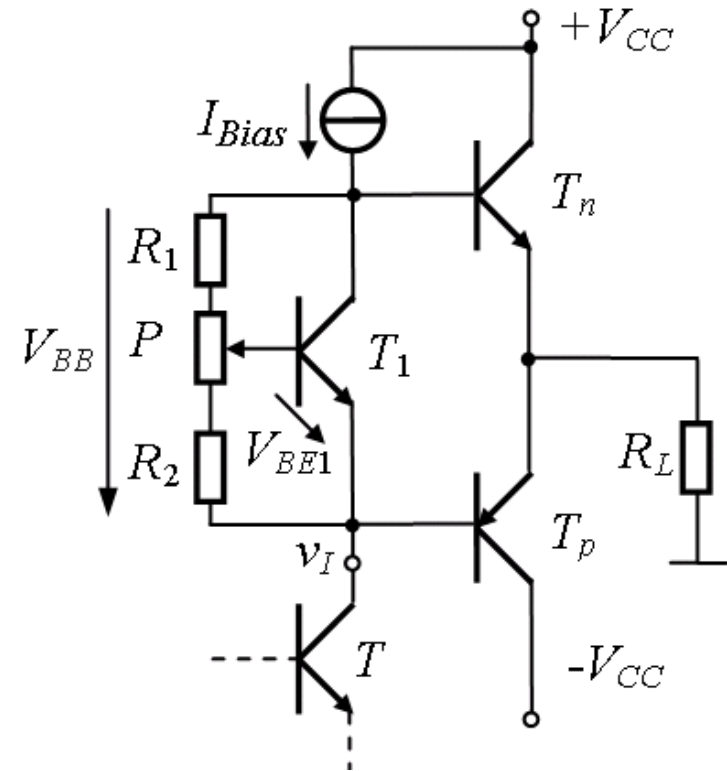 +V_CC
I_Bias
T_n
R_1
V_BB
P
T_1
V_BE1
R_2
R_L
T_p
v_I
T
-V_CC